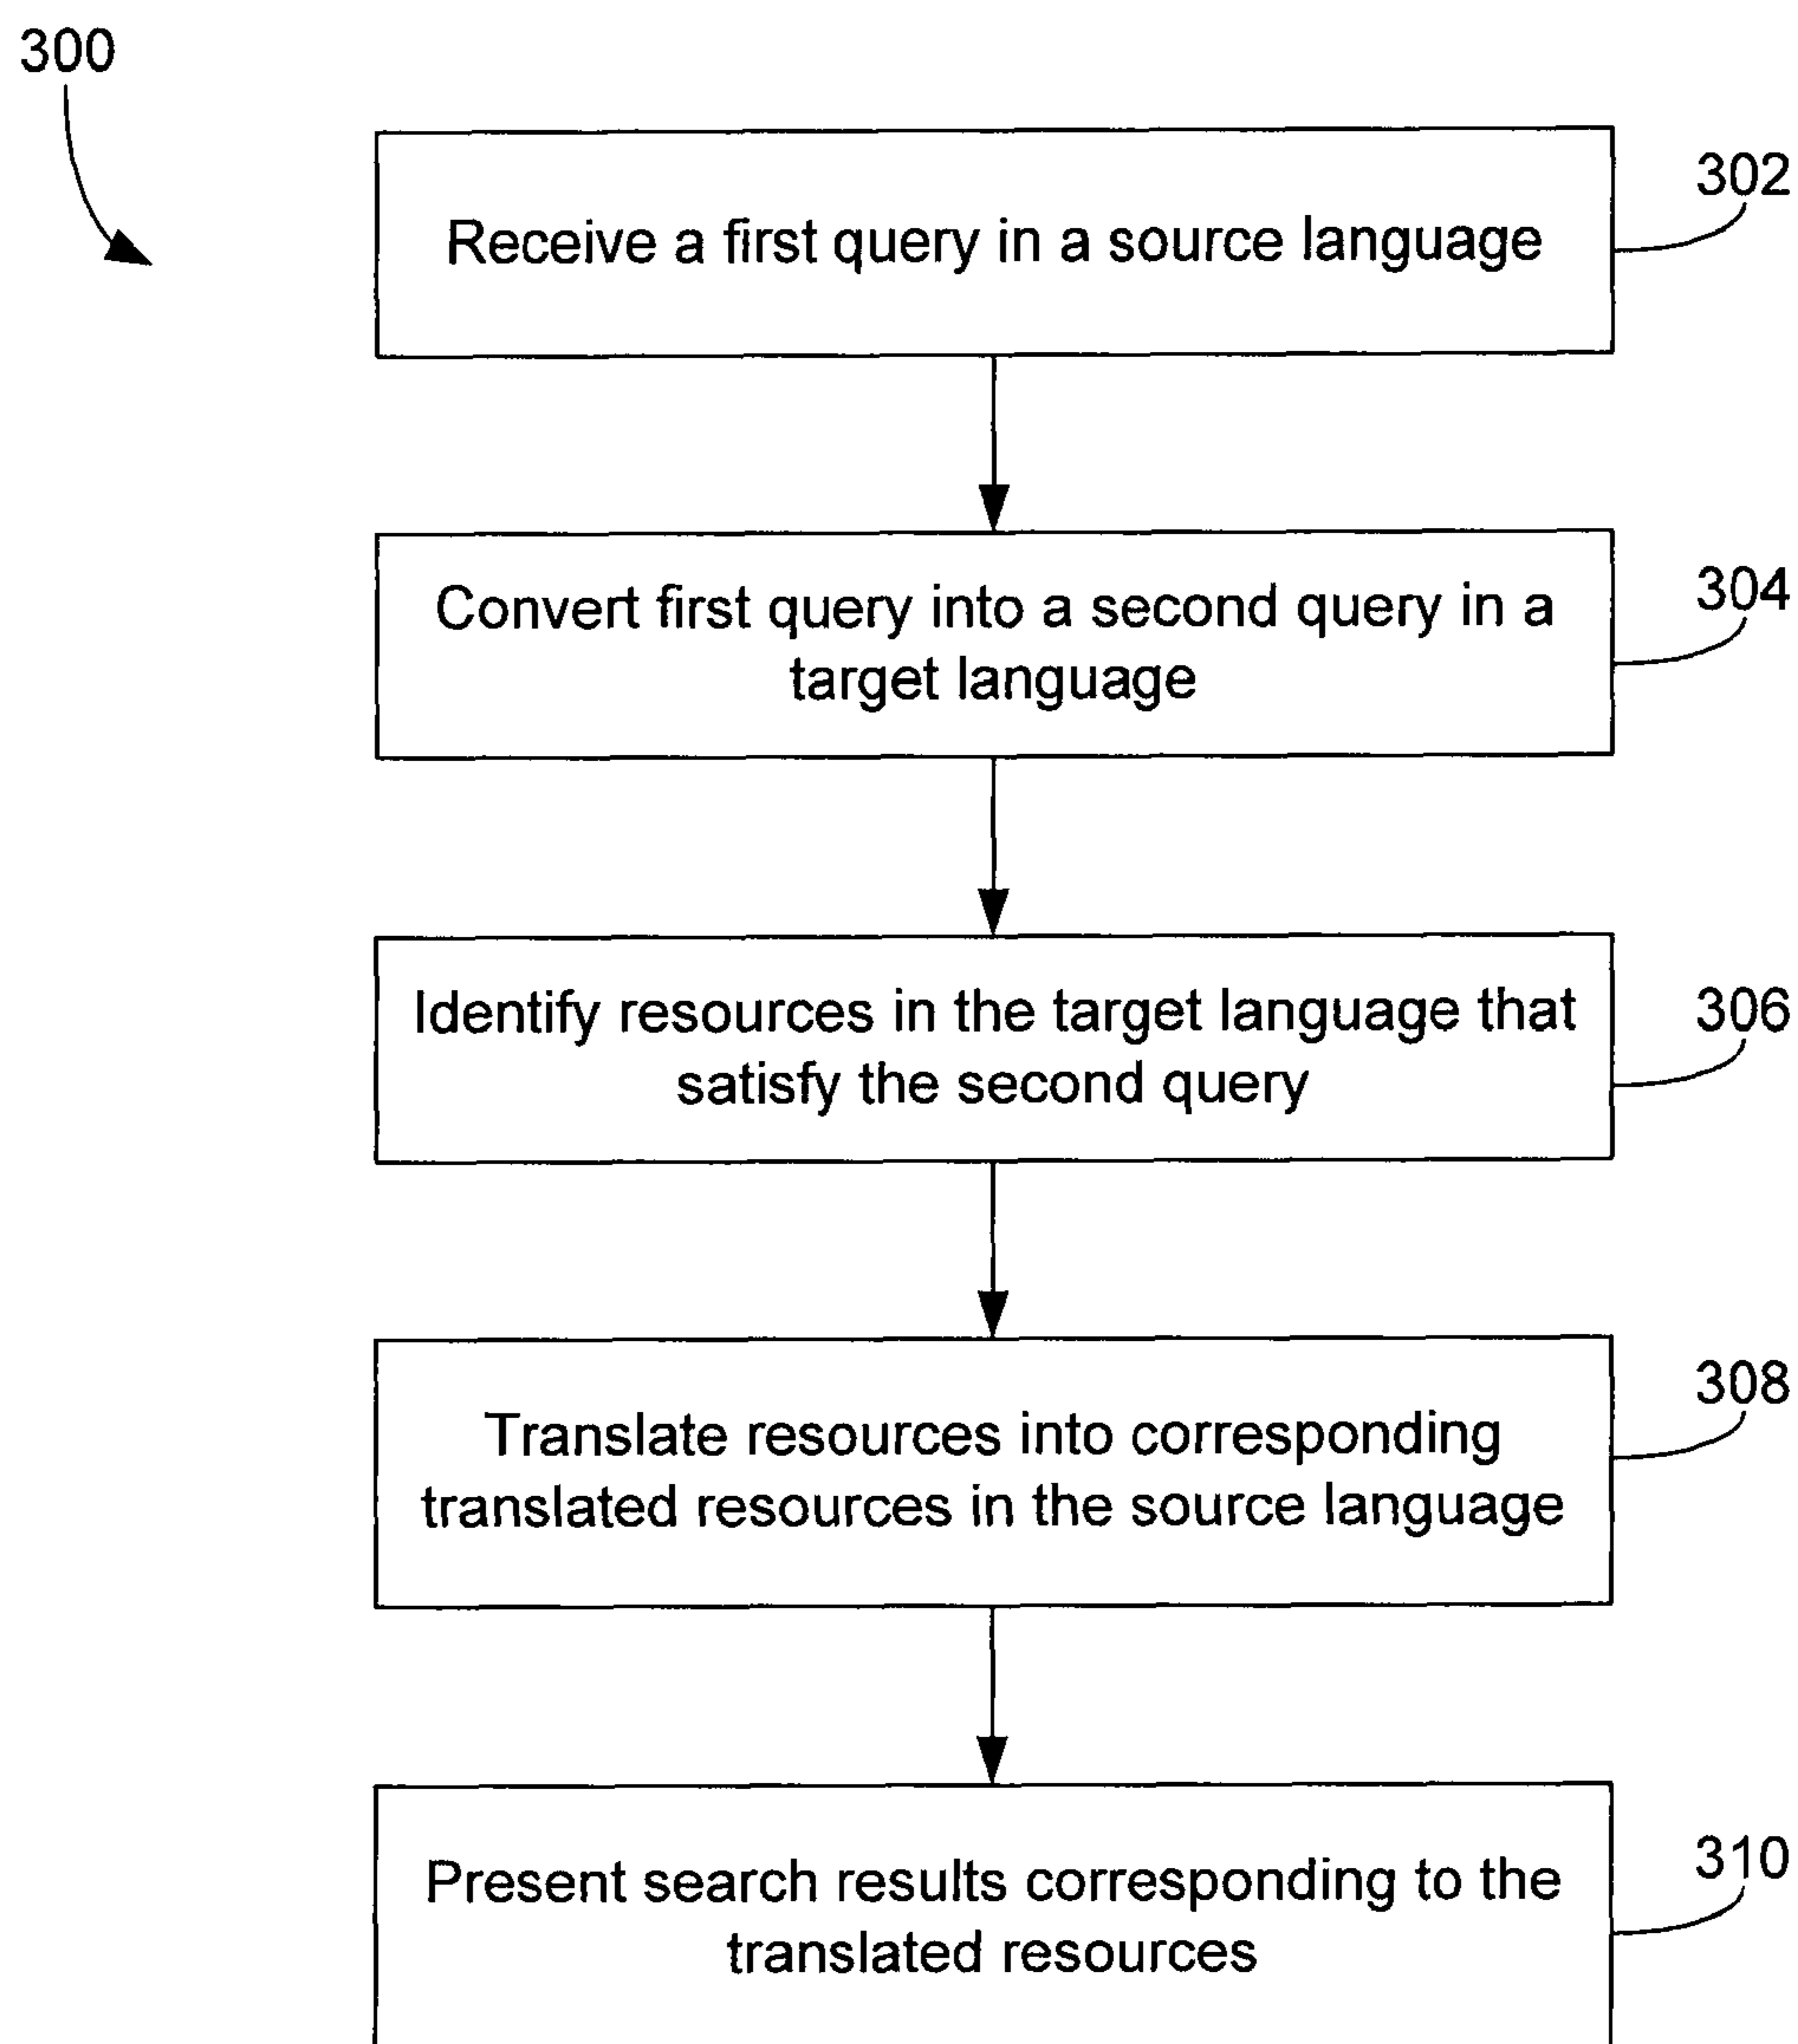 300
302
Receive a first query in a source language
304
Convert first query into a second query in a
target language
306
Identify resources in the target language that
satisfy the second query
308
Translate resources into corresponding
translated resources in the source language
310
Present search results corresponding to the
translated resources